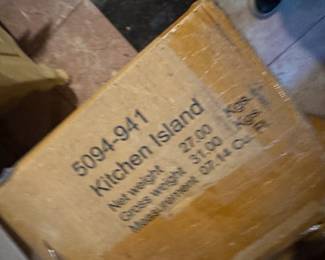 5094-941
Kitchen Island
Net weight 27.00 Kgs
Gross weight 31.00 Kgs
Measurement 07.14 Cu. Ft